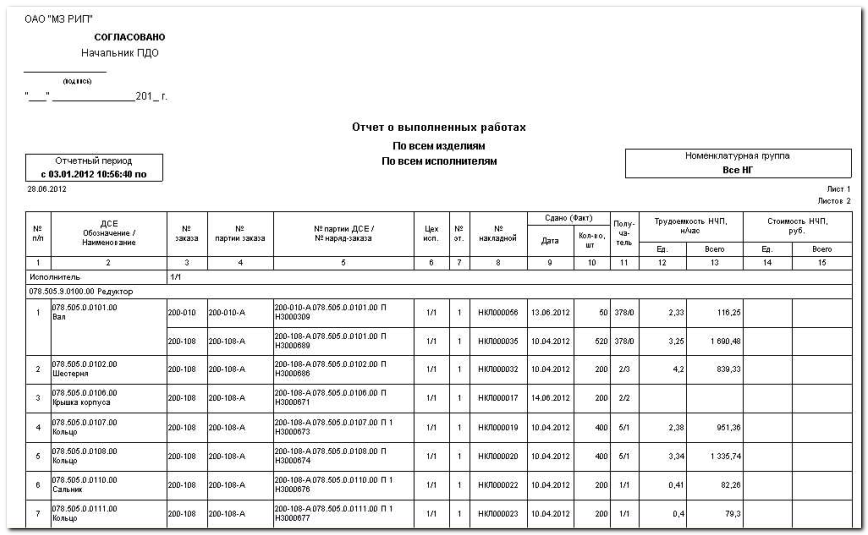 ОАО "МЗ РИП"
СОГЛАСОВАНО
Начальник ПДО
(подпись)
"___" _______________201_ г.
Отчет о выполненных работах
По всем изделиям
По всем исполнителям
Отчетный период
с 03.01.2012 10:56:40 по
Номенклатурная группа
Все НГ
28.06.2012
Лист 1
Листов 2
№ п/п ДСЕ Обозначение / Наименование № заказа № партии заказа № партии ДСЕ / № наряд-заказа Цех исп. № от. № накладной Сдано (Факт) Дата Кол-во, шт Полу-ча-тель Трудоемкость НЧП, н/час Ед. Всего Стоимость НЧП, руб. Ед. Всего
1 2 3 4 5 6 7 8 9 10 11 12 13 14 15
Исполнитель 1/1
078.505.9.0100.00 Редуктор
1 078.505.0.0101.00 Вал 200-010 200-010-А 200-010-А 078.505.0.0101.00 П Н3000309 1/1 1 НКЛ000056 13.06.2012 50 378/0 2,33 116,25
200-108 200-108-А 200-108-А 078.505.0.0101.00 П Н3000689 1/1 1 НКЛ000035 10.04.2012 520 378/0 3,25 1 690,48
2 078.505.0.0102.00 Шестерня 200-108 200-108-А 200-108-А 078.505.0.0102.00 П Н3000686 1/1 1 НКЛ000032 10.04.2012 200 2/3 4,2 839,33
3 078.505.0.0106.00 Крышка корпуса 200-108 200-108-А 200-108-А 078.505.0.0106.00 П Н3000671 1/1 1 НКЛ000017 14.06.2012 200 2/2
4 078.505.0.0107.00 Кольцо 200-108 200-108-А 200-108-А 078.505.0.0107.00 П 1 Н3000673 1/1 1 НКЛ000019 10.04.2012 400 5/1 2,38 951,36
5 078.505.0.0108.00 Кольцо 200-108 200-108-А 200-108-А 078.505.0.0108.00 П Н3000674 1/1 1 НКЛ000020 10.04.2012 400 5/1 3,34 1 335,74
6 078.505.0.0110.00 Сальник 200-108 200-108-А 200-108-А 078.505.0.0110.00 П 1 Н3000676 1/1 1 НКЛ000022 10.04.2012 200 1/1 0,41 82,26
7 078.505.0.0111.00 Кольцо 200-108 200-108-А 200-108-А 078.505.0.0111.00 П 1 Н3000677 1/1 1 НКЛ000023 10.04.2012 200 1/1 0,4 79,3